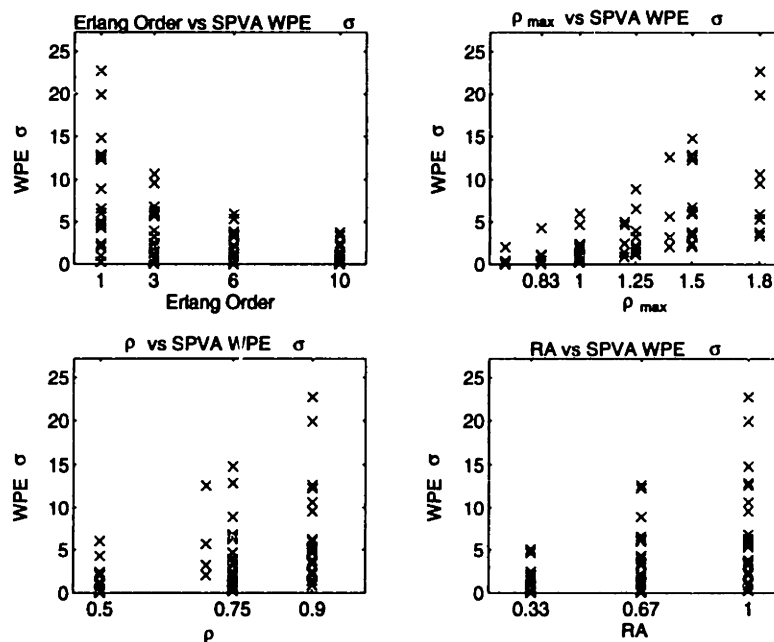 Erlang Order vs SPVA WPE σ
25
20
15
10
5
0
WPE σ
1 3 6 10
Erlang Order
ρ max vs SPVA WPE σ
25
20
15
10
5
0
WPE σ
0.83 1 1.25 1.5 1.8
ρ max
ρ vs SPVA WPE σ
25
20
15
10
5
0
WPE σ
0.5 0.75 0.9
ρ
RA vs SPVA WPE σ
25
20
15
10
5
0
WPE σ
0.33 0.67 1
RA